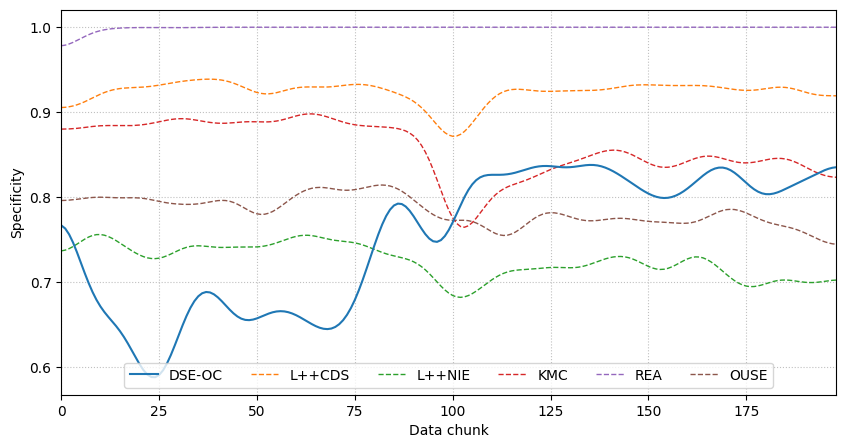 1.0
0.9
0.8
0.7
0.6
Specificity
DSE-OC L++CDS L++NIE KMC REA OUSE
0 25 50 75 100 125 150 175
Data chunk